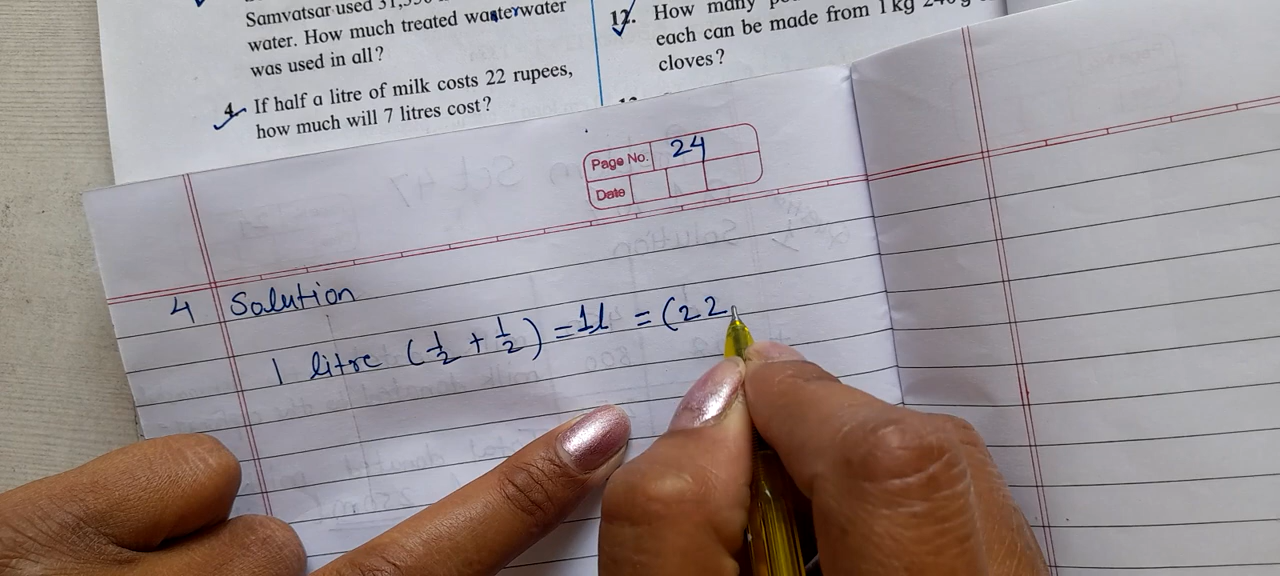 Samvatsar used
water. How much treated wasterwater
was used in all?
4. If half a litre of milk costs 22 rupees,
how much will 7 litres cost?
12. How many
each can be made from 1 kg 240 g
cloves?
Page No. 24
Date
4 Solution
1 litre (1/2 + 1/2) = 1l = (22